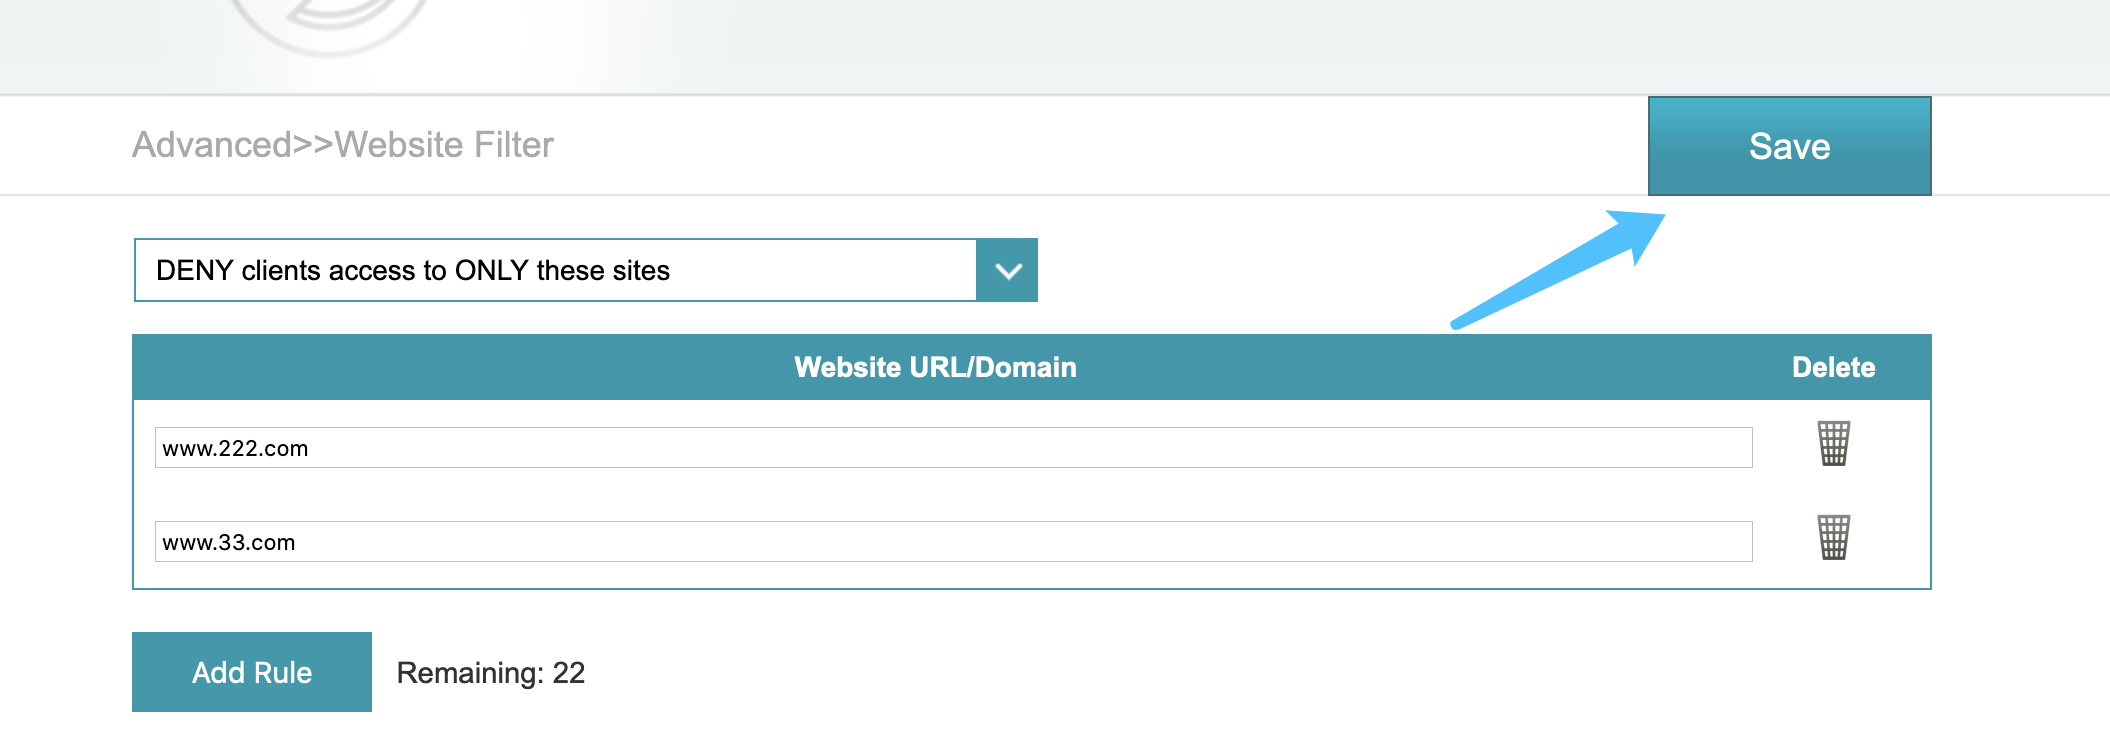 Advanced>>Website Filter
Save
DENY clients access to ONLY these sites
Website URL/Domain Delete
www.222.com
www.33.com
Add Rule Remaining: 22